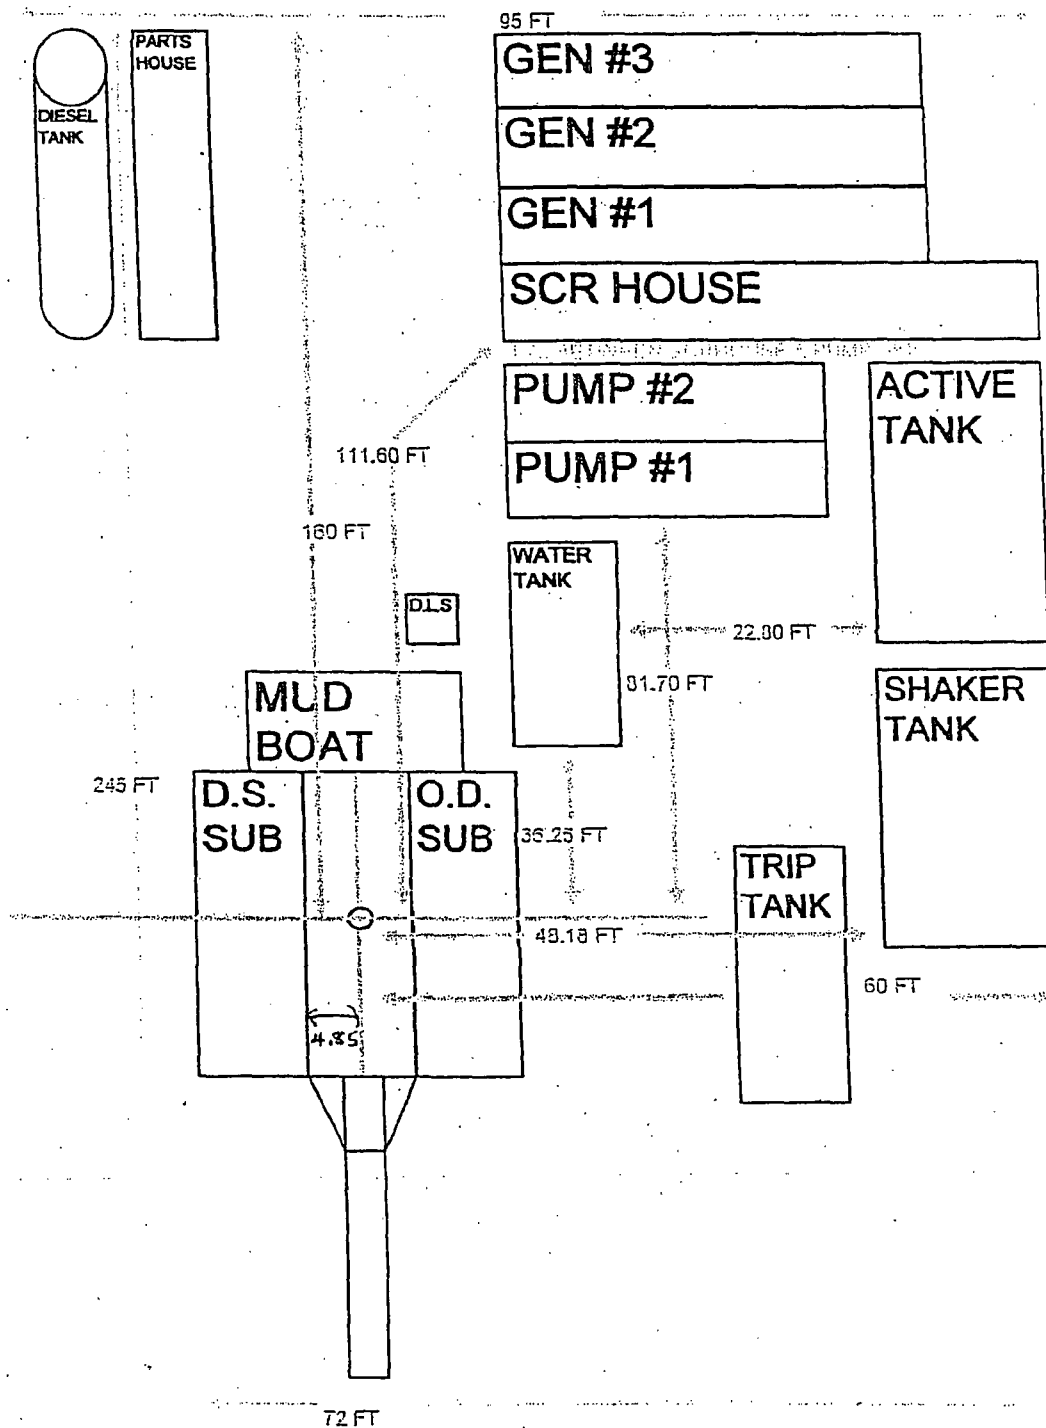 95 FT
PARTS
HOUSE
DIESEL
TANK
GEN #3
GEN #2
GEN #1
SCR HOUSE
PUMP #2
PUMP #1
ACTIVE
TANK
111.60 FT
160 FT
WATER
TANK
D.L.S
22.80 FT
81.70 FT
MUD
BOAT
SHAKER
TANK
245 FT
D.S.
SUB
O.D.
SUB
36.25 FT
TRIP
TANK
48.18 FT
60 FT
4.85
72 FT